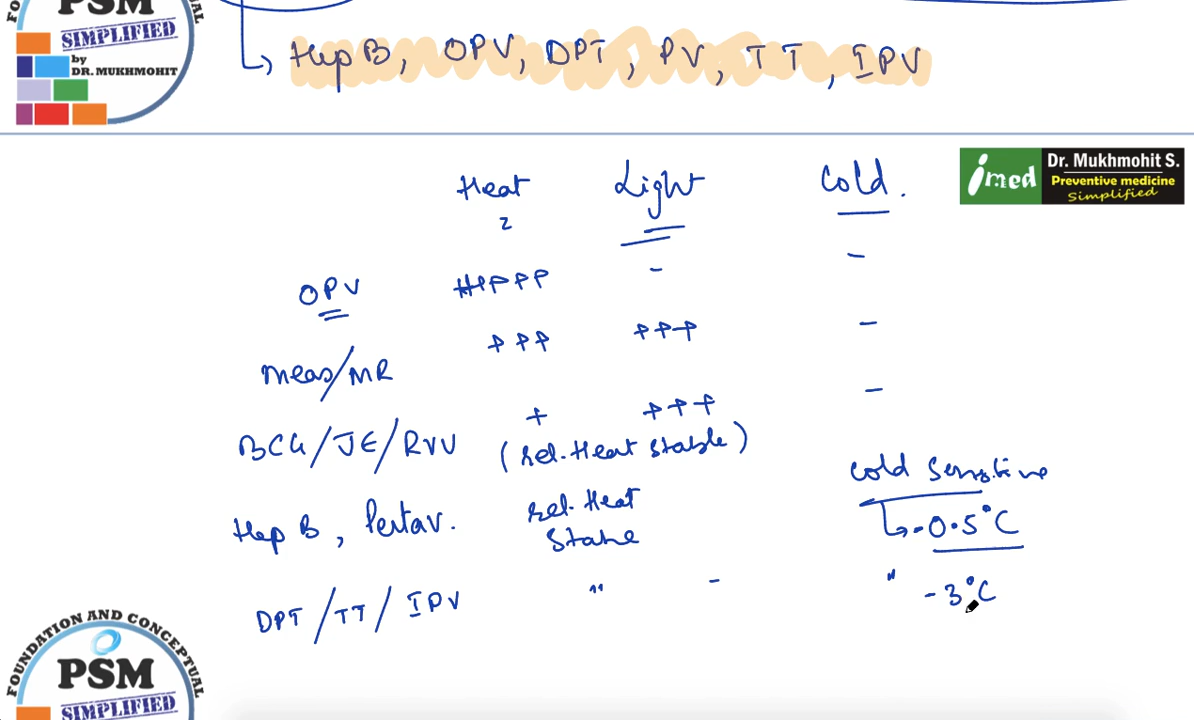 PSM
SIMPLIFIED
by
DR.MUKHMOHIT
Hep B, OPV, DPT, PV, TT, IPV
iMed
Dr. Mukhmohit S.
Preventive medicine
Simplified
Heat Light Cold.
OPV - -
Meas/MR +++ +++ -
BCG/JE/RVV + +++ -
(rel. Heat stable)
Cold Sensitive
Hep B, Pentav. rel. Heat
Stable
-0.5°C
DPT/TT/IPV " - " -3°C
FOUNDATION AND CONCEPTUAL
PSM
SIMPLIFIED